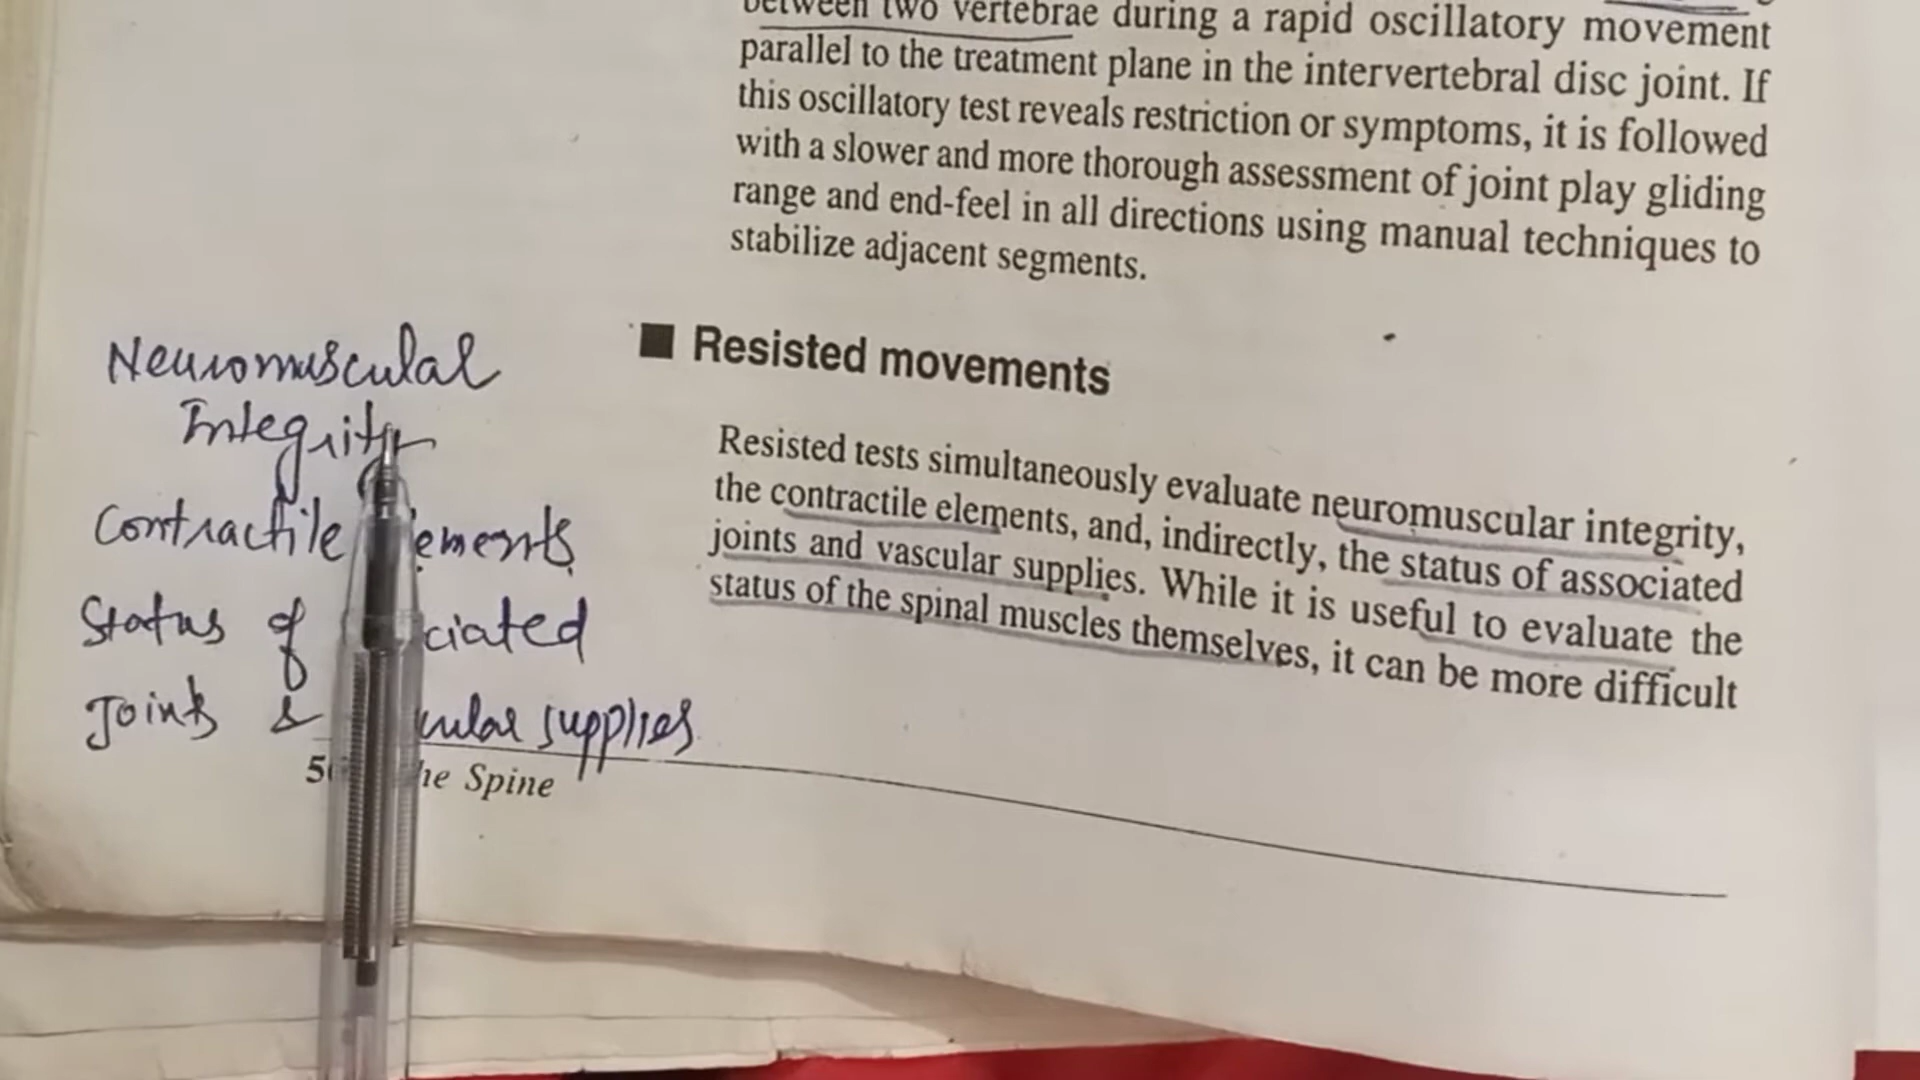 between two vertebrae during a rapid oscillatory movement
parallel to the treatment plane in the intervertebral disc joint. If
this oscillatory test reveals restriction or symptoms, it is followed
with a slower and more thorough assessment of joint play gliding
range and end-feel in all directions using manual techniques to
stabilize adjacent segments.
Resisted movements
Resisted tests simultaneously evaluate neuromuscular integrity,
the contractile elements, and, indirectly, the status of associated
joints and vascular supplies. While it is useful to evaluate the
status of the spinal muscles themselves, it can be more difficult
Neuromuscular
Integrity
Contractile
Status of
Joints & supplies
Spine